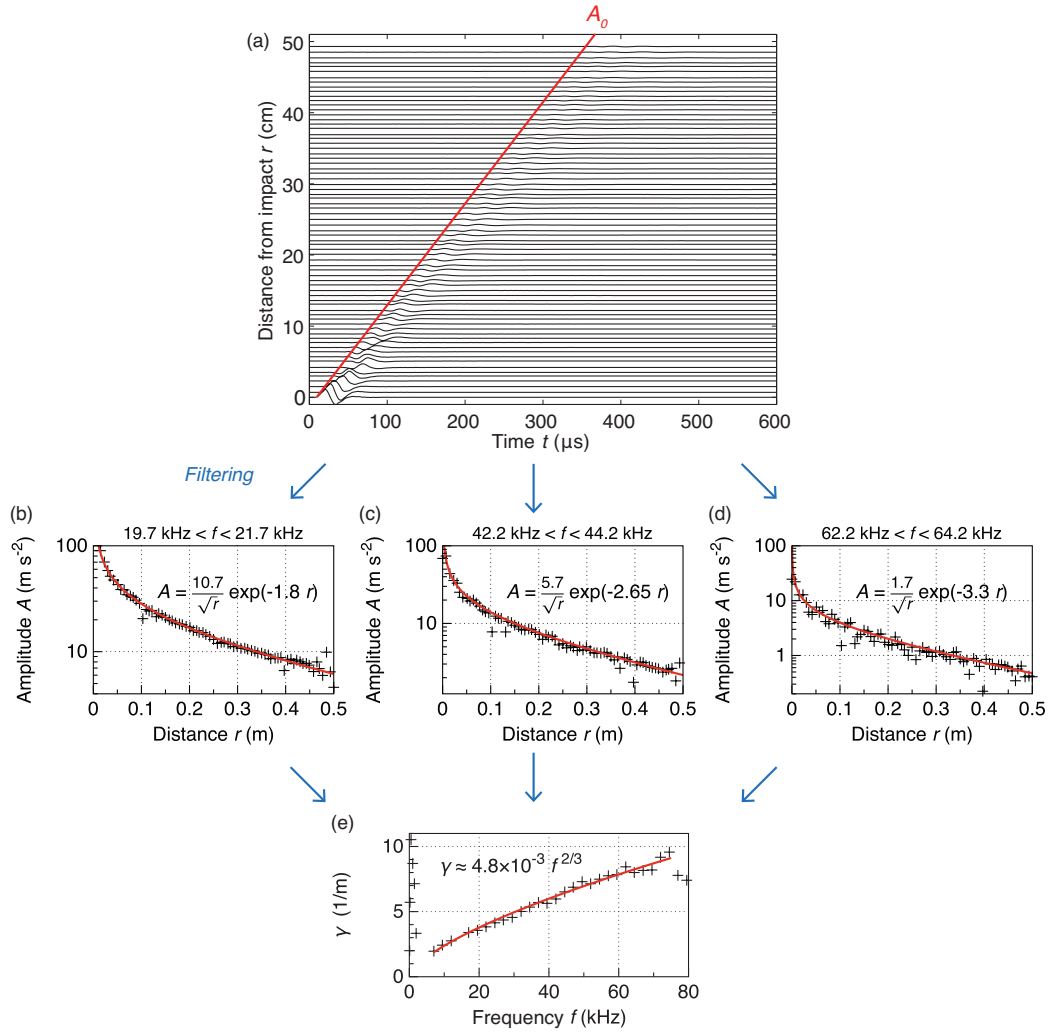 A₀
(a)
50
40
30
20
10
0
Distance from impact r (cm)
0 100 200 300 400 500 600
Time t (μs)
Filtering
(b)
19.7 kHz < f < 21.7 kHz
100
10
Amplitude A (m s⁻²)
A = 10.7/√r exp(-1.8 r)
0 0.1 0.2 0.3 0.4 0.5
Distance r (m)
(c)
42.2 kHz < f < 44.2 kHz
100
10
Amplitude A (m s⁻²)
A = 5.7/√r exp(-2.65 r)
0 0.1 0.2 0.3 0.4 0.5
Distance r (m)
(d)
62.2 kHz < f < 64.2 kHz
100
10
1
Amplitude A (m s⁻²)
A = 1.7/√r exp(-3.3 r)
0 0.1 0.2 0.3 0.4 0.5
Distance r (m)
(e)
10
5
0
γ (1/m)
γ ≈ 4.8×10⁻³ f^2/3
0 20 40 60 80
Frequency f (kHz)